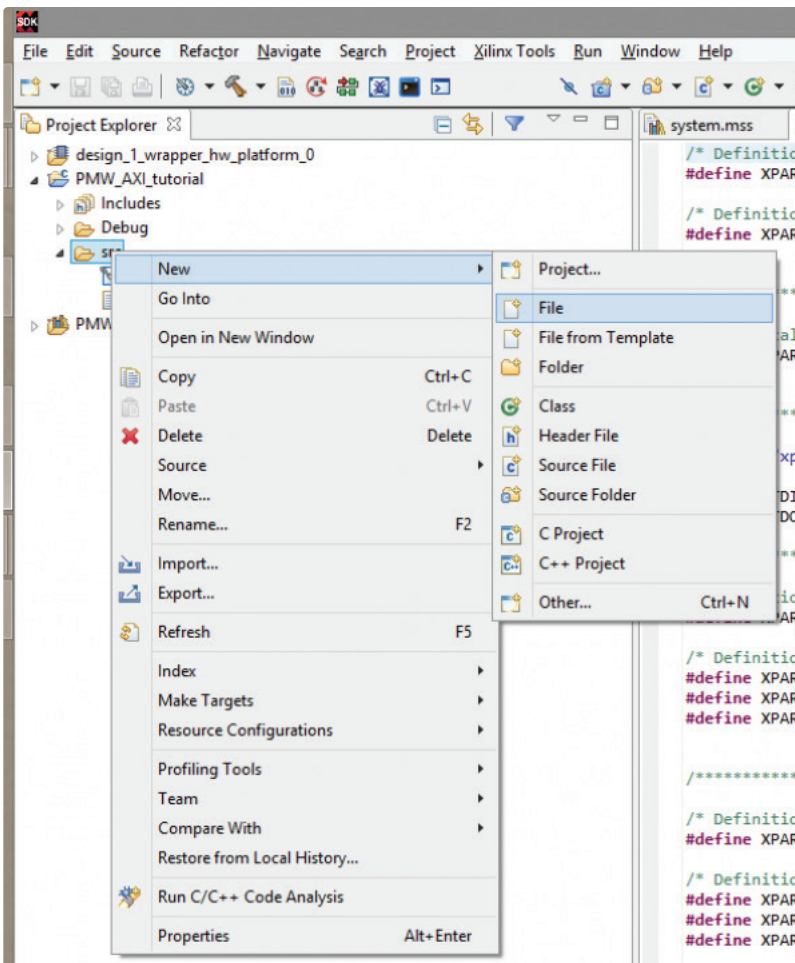 SDK
File Edit Source Refactor Navigate Search Project Xilinx Tools Run Window Help
Project Explorer
system.mss
design_1_wrapper_hw_platform_0
PMW_AXI_tutorial
Includes
Debug
src
PMW
New
Go Into
Open in New Window
Copy Ctrl+C
Paste Ctrl+V
Delete Delete
Source
Move...
Rename... F2
Import...
Export...
Refresh F5
Index
Make Targets
Resource Configurations
Profiling Tools
Team
Compare With
Restore from Local History...
Run C/C++ Code Analysis
Properties Alt+Enter
Project...
File
File from Template
Folder
Class
Header File
Source File
Source Folder
C Project
C++ Project
Other... Ctrl+N
/* Definitio
#define XPAR
/* Definitio
#define XPAR
/* Definitio
#define XPAR
#define XPAR
#define XPAR
/***********
/* Definitio
#define XPAR
/* Definitio
#define XPAR
#define XPAR
#define XPAR